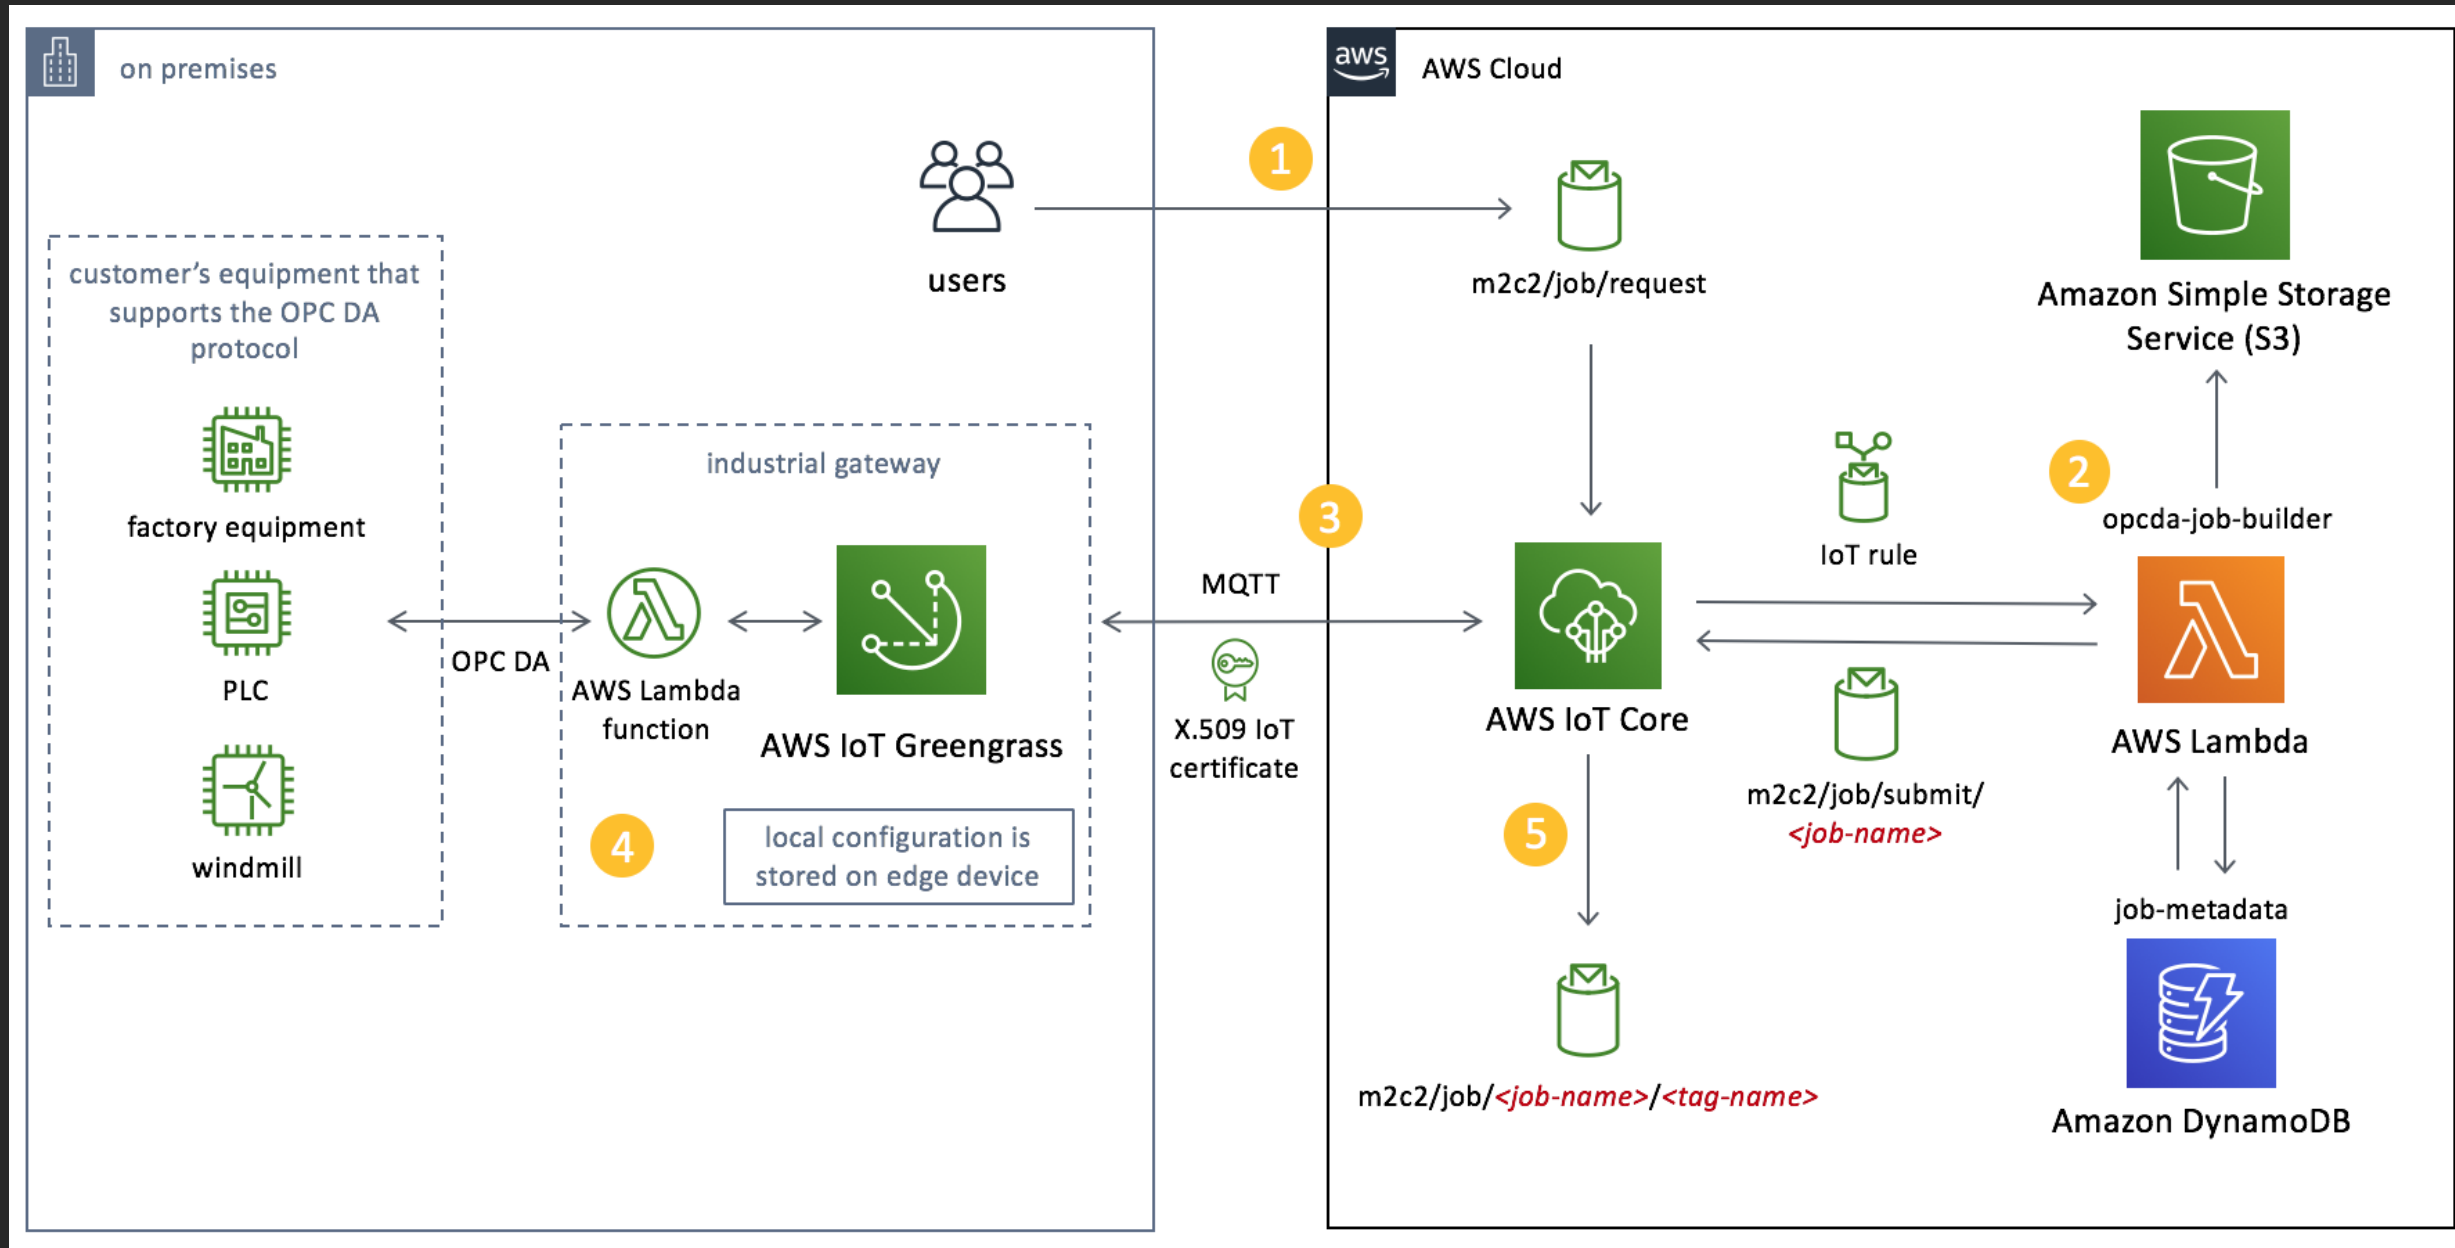 on premises
aws
AWS Cloud
1
users
m2c2/job/request
Amazon Simple Storage
Service (S3)
customer's equipment that
supports the OPC DA
protocol
factory equipment
PLC
windmill
OPC DA
industrial gateway
AWS Lambda
function
AWS IoT Greengrass
4
local configuration is
stored on edge device
3
MQTT
X.509 IoT
certificate
AWS IoT Core
IoT rule
2
opcda-job-builder
AWS Lambda
m2c2/job/submit/
<job-name>
5
m2c2/job/<job-name>/<tag-name>
job-metadata
Amazon DynamoDB